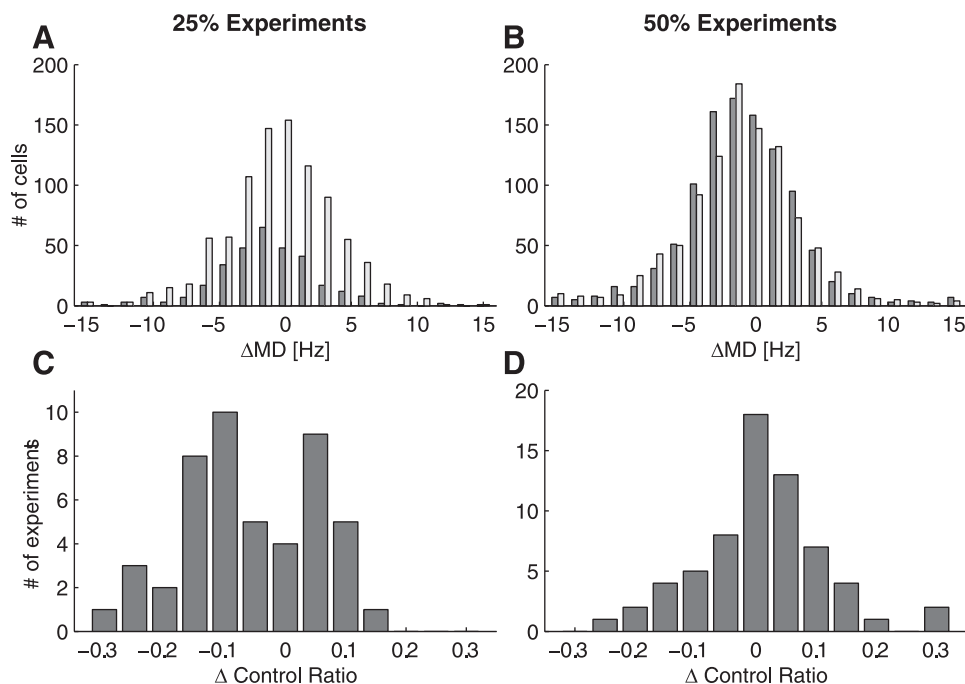 25% Experiments
50% Experiments
A
B
200
150
100
50
0
# of cells
−15 −10 −5 0 5 10 15
ΔMD [Hz]
200
150
100
50
0
−15 −10 −5 0 5 10 15
ΔMD [Hz]
C
D
10
8
6
4
2
0
# of experiments
−0.3 −0.2 −0.1 0 0.1 0.2 0.3
Δ Control Ratio
20
15
10
5
0
−0.3 −0.2 −0.1 0 0.1 0.2 0.3
Δ Control Ratio